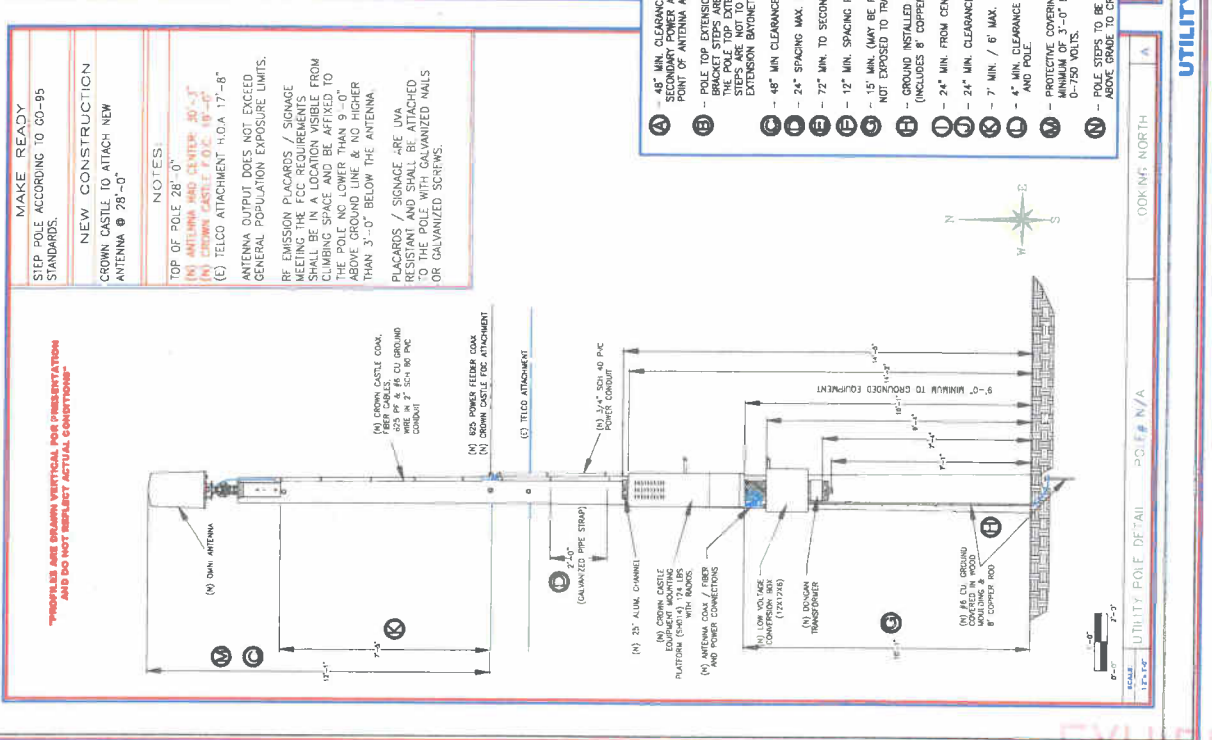 "PROFILES ARE DRAWN VERTICAL FOR PRESENTATION
AND DO NOT REPLECT ACTUAL CONDITIONS"
MAKE READY
STEP POLE ACCORDING TO GO-95
STANDARDS.
NEW CONSTRUCTION
CROWN CASTLE TO ATTACH NEW
ANTENNA @ 28'-0"
NOTES:
TOP OF POLE 28'-0"
(N) ANTENNA RAD CENTER: 30'-3"
(N) CROWN CASTLE F.O.C. 19'-0"
(E) TELCO ATTACHMENT H.O.A 17'-8"
ANTENNA OUTPUT DOES NOT EXCEED
GENERAL POPULATION EXPOSURE LIMITS.
RF EMISSION PLACARDS / SIGNAGE
MEETING THE FCC REQUIREMENTS
SHALL BE IN A LOCATION VISIBLE FROM
CLIMBING SPACE AND BE AFFIXED TO
THE POLE NO LOWER THAN 9'-0"
ABOVE GROUND LINE & NO HIGHER
THAN 3'-0" BELOW THE ANTENNA.
PLACARDS / SIGNAGE ARE UVA
RESISTANT AND SHALL BE ATTACHED
TO THE POLE WITH GALVANIZED NAILS
OR GALVANIZED SCREWS.
(N) OMNI ANTENNA
(N) CROWN CASTLE COAX,
FIBER CABLES,
625 PF & #6 CU GROUND
WIRE IN 2" SCH 80 PVC
CONDUIT
M
C
12'-1"
7'-0"
K
(N) 625 POWER FEEDER COAX
(N) CROWN CASTLE FOC ATTACHMENT
(E) TELCO ATTACHMENT
D
2'-0"
(GALVANIZED PIPE STRAP)
(N) 3/4" SCH 40 PVC
POWER CONDUIT
(N) 25" ALUM. CHANNEL
(N) CROWN CASTLE
EQUIPMENT MOUNTING
PLATFORM (SH014) 124 LBS
WITH RADIOS.
(N) ANTENNA COAX / FIBER
AND POWER CONNECTIONS
(N) LOW VOLTAGE
CONVERSION BOX
(12X12X6)
(N) DONGAN
TRANSFORMER
9'-0" MINIMUM TO GROUNDED EQUIPMENT
G
(N) #6 CU GROUND
COVERED IN WOOD
MOULDING &
8' COPPER ROD
H
N
E
S
W
SCALE
UTILITY POLE DETAIL
POLE# N/A
LOOKING NORTH
A
A -- 48" MIN. CLEARANC
SECONDARY POWER A
POINT OF ANTENNA A
B -- POLE TOP EXTENSIO
BRACKET STEPS ARE
THE POLE TOP EXTE
STEPS ARE NOT TO
EXTENSION BAYONET
C -- 48" MIN CLEARANCE
D -- 24" SPACING MAX.
E -- 72" MIN. TO SECON
F -- 12" MIN. SPACING
G -- 15' MIN. (MAY BE
NOT EXPOSED TO TRA
H -- GROUND INSTALLED
(INCLUDES 8' COPPER
I -- 24" MIN. FROM CEN
J -- 24" MIN. CLEARANC
K -- 7' MIN. / 6' MAX.
L -- 4" MIN. CLEARANCE
AND POLE.
M -- PROTECTIVE COVERIN
MINIMUM OF 3'-0"
0-750 VOLTS.
N -- POLE STEPS TO BE
ABOVE GRADE TO
UTILITY